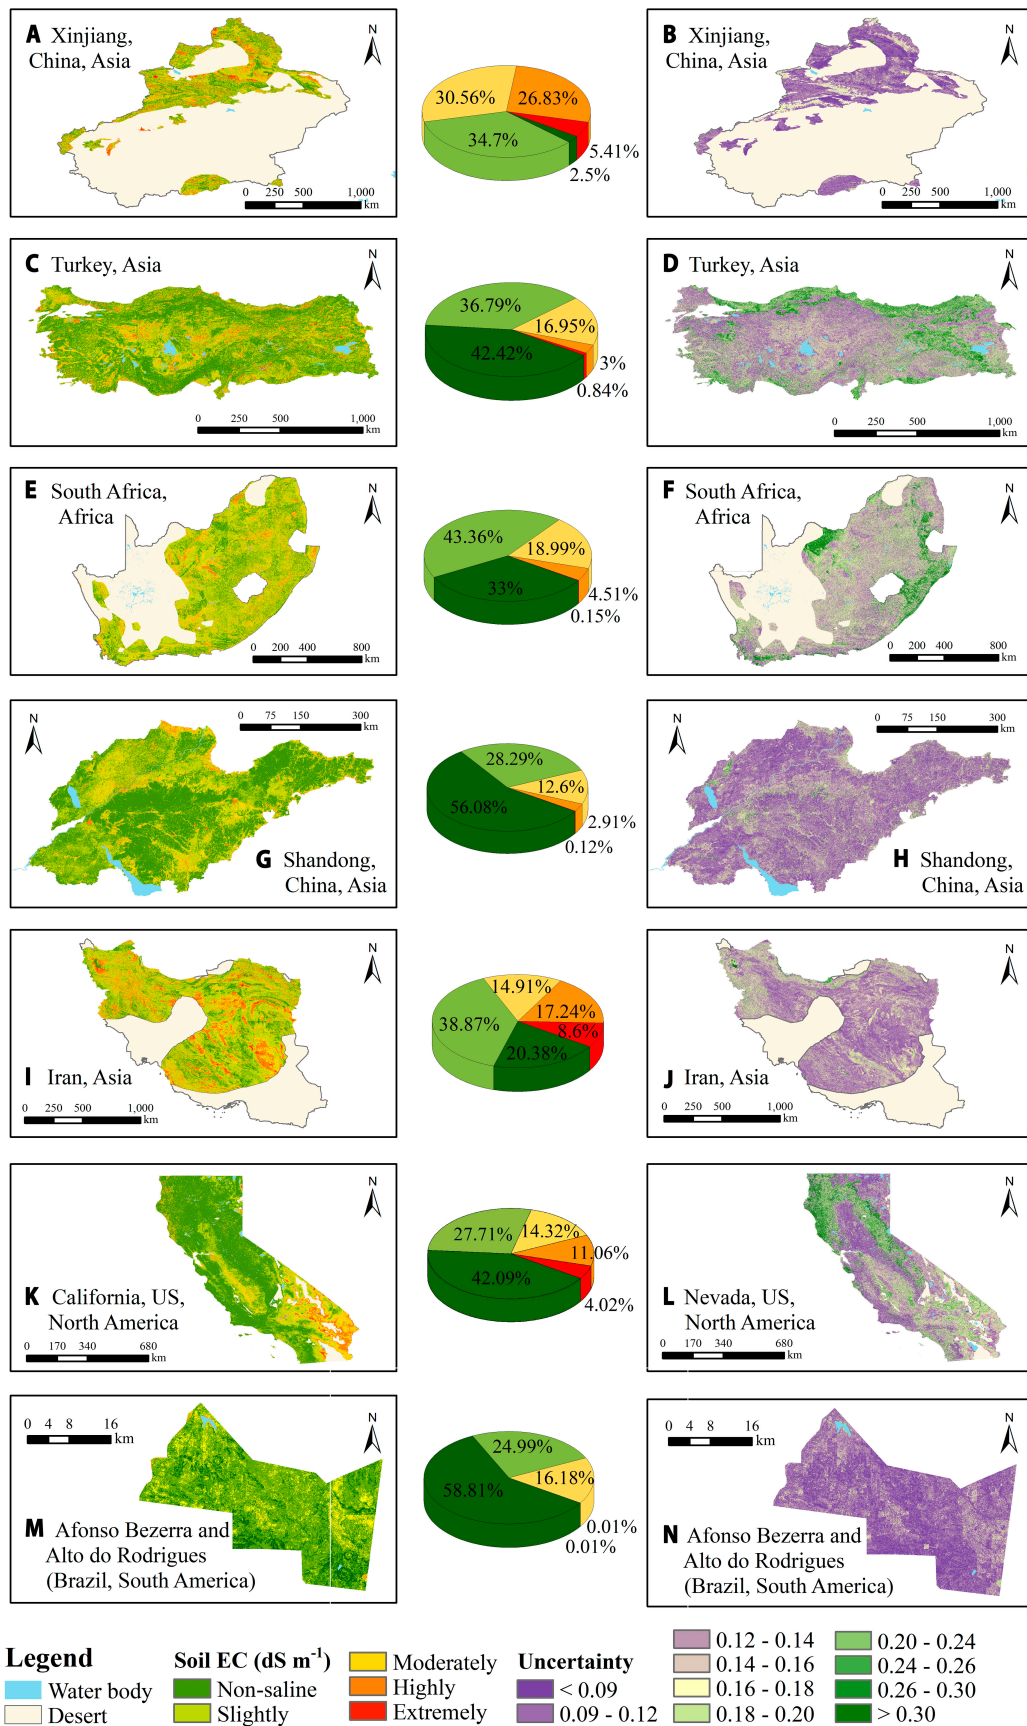 A Xinjiang,
China, Asia
N
0 250 500 1,000
km
30.56%
26.83%
34.7%
5.41%
2.5%
B Xinjiang,
China, Asia
N
0 250 500 1,000
km
C Turkey, Asia
N
0 250 500 1,000
km
36.79%
16.95%
42.42%
3%
0.84%
D Turkey, Asia
N
0 250 500 1,000
km
E South Africa,
Africa
N
0 200 400 800
km
43.36%
18.99%
33%
4.51%
0.15%
F South Africa,
Africa
N
0 200 400 800
km
N
0 75 150 300
km
G Shandong,
China, Asia
28.29%
12.6%
56.08%
2.91%
0.12%
N
0 75 150 300
km
H Shandong,
China, Asia
N
I Iran, Asia
0 250 500 1,000
km
14.91%
17.24%
38.87%
8.6%
20.38%
N
J Iran, Asia
0 250 500 1,000
km
N
K California, US,
North America
0 170 340 680
km
27.71%
14.32%
11.06%
42.09%
4.02%
N
L Nevada, US,
North America
0 170 340 680
km
0 4 8 16
km
N
M Afonso Bezerra and
Alto do Rodrigues
(Brazil, South America)
24.99%
16.18%
58.81%
0.01%
0.01%
0 4 8 16
km
N
N Afonso Bezerra and
Alto do Rodrigues
(Brazil, South America)
Legend
Water body
Desert
Soil EC (dS m⁻¹)
Non-saline
Slightly
Moderately
Highly
Extremely
Uncertainty
< 0.09
0.09 - 0.12
0.12 - 0.14
0.14 - 0.16
0.16 - 0.18
0.18 - 0.20
0.20 - 0.24
0.24 - 0.26
0.26 - 0.30
> 0.30